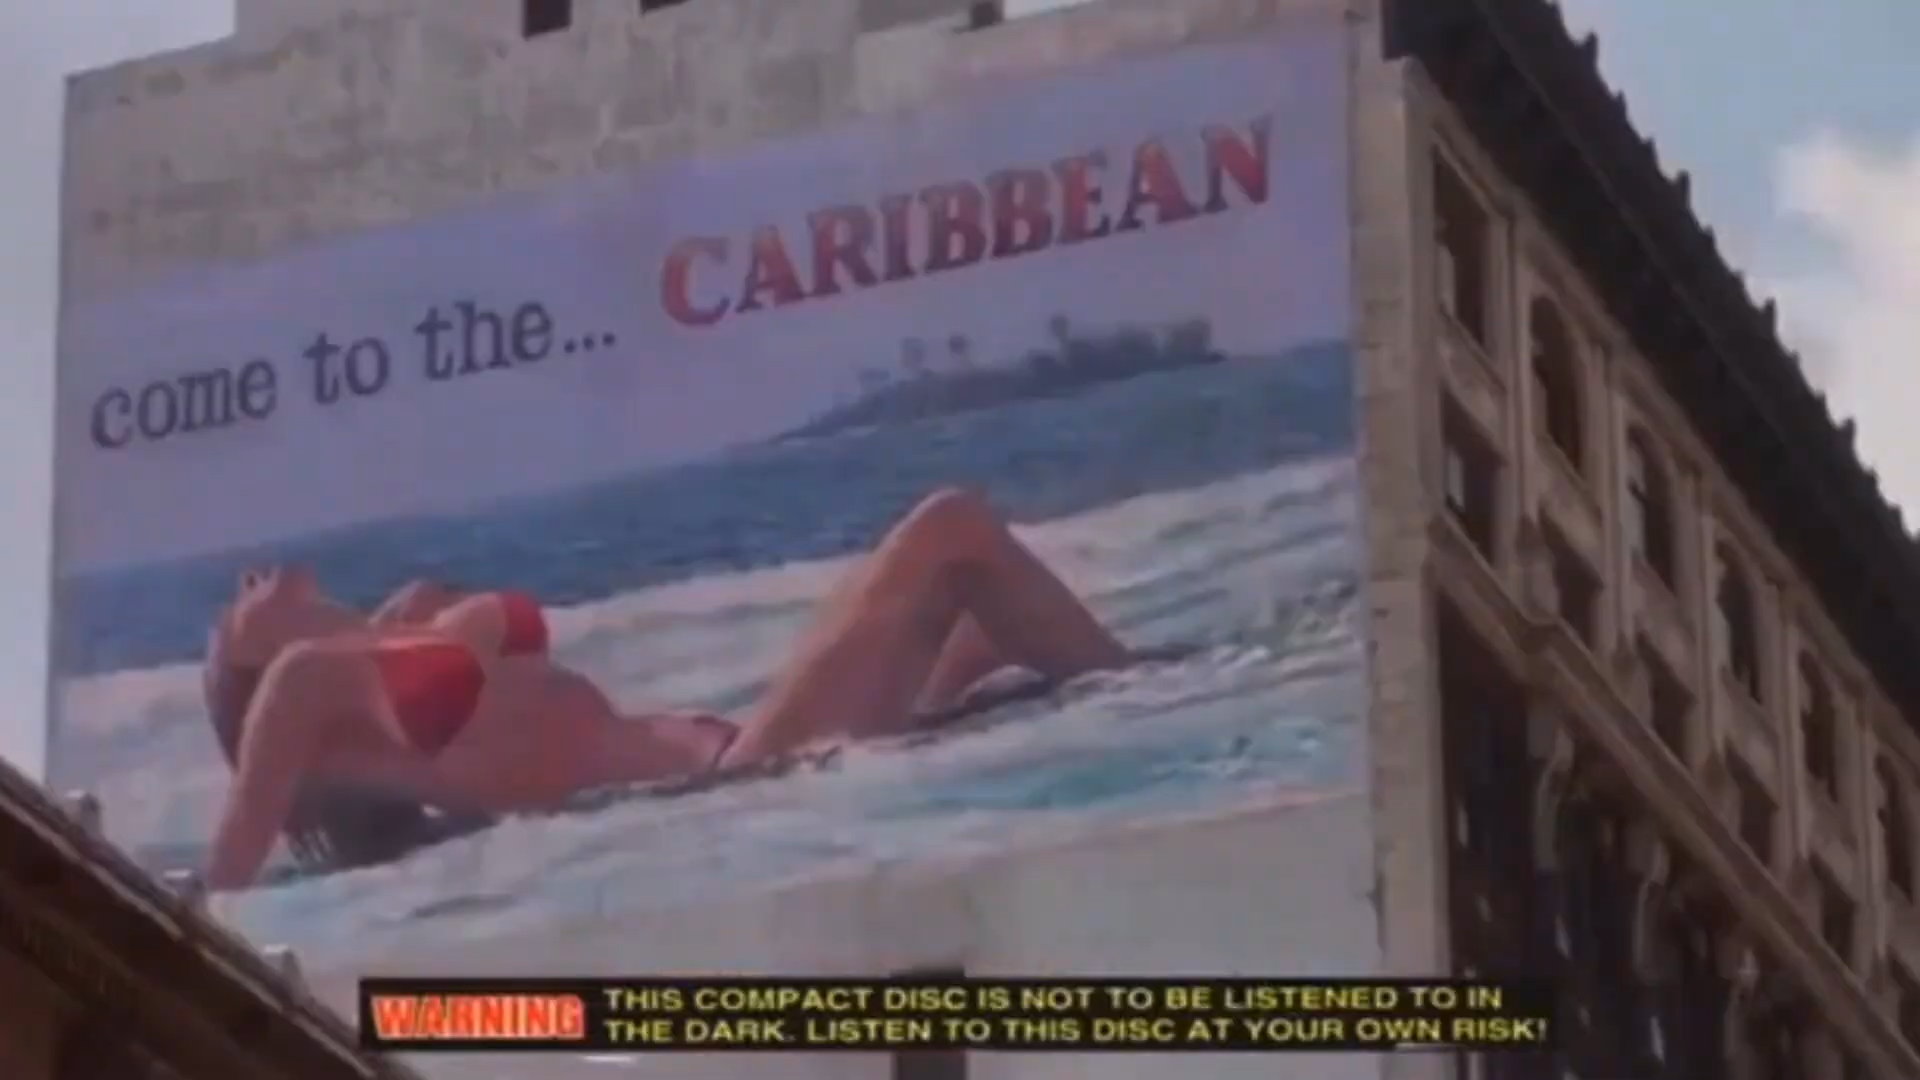 come to the... CARIBBEAN
WARNING THIS COMPACT DISC IS NOT TO BE LISTENED TO IN
THE DARK. LISTEN TO THIS DISC AT YOUR OWN RISK!